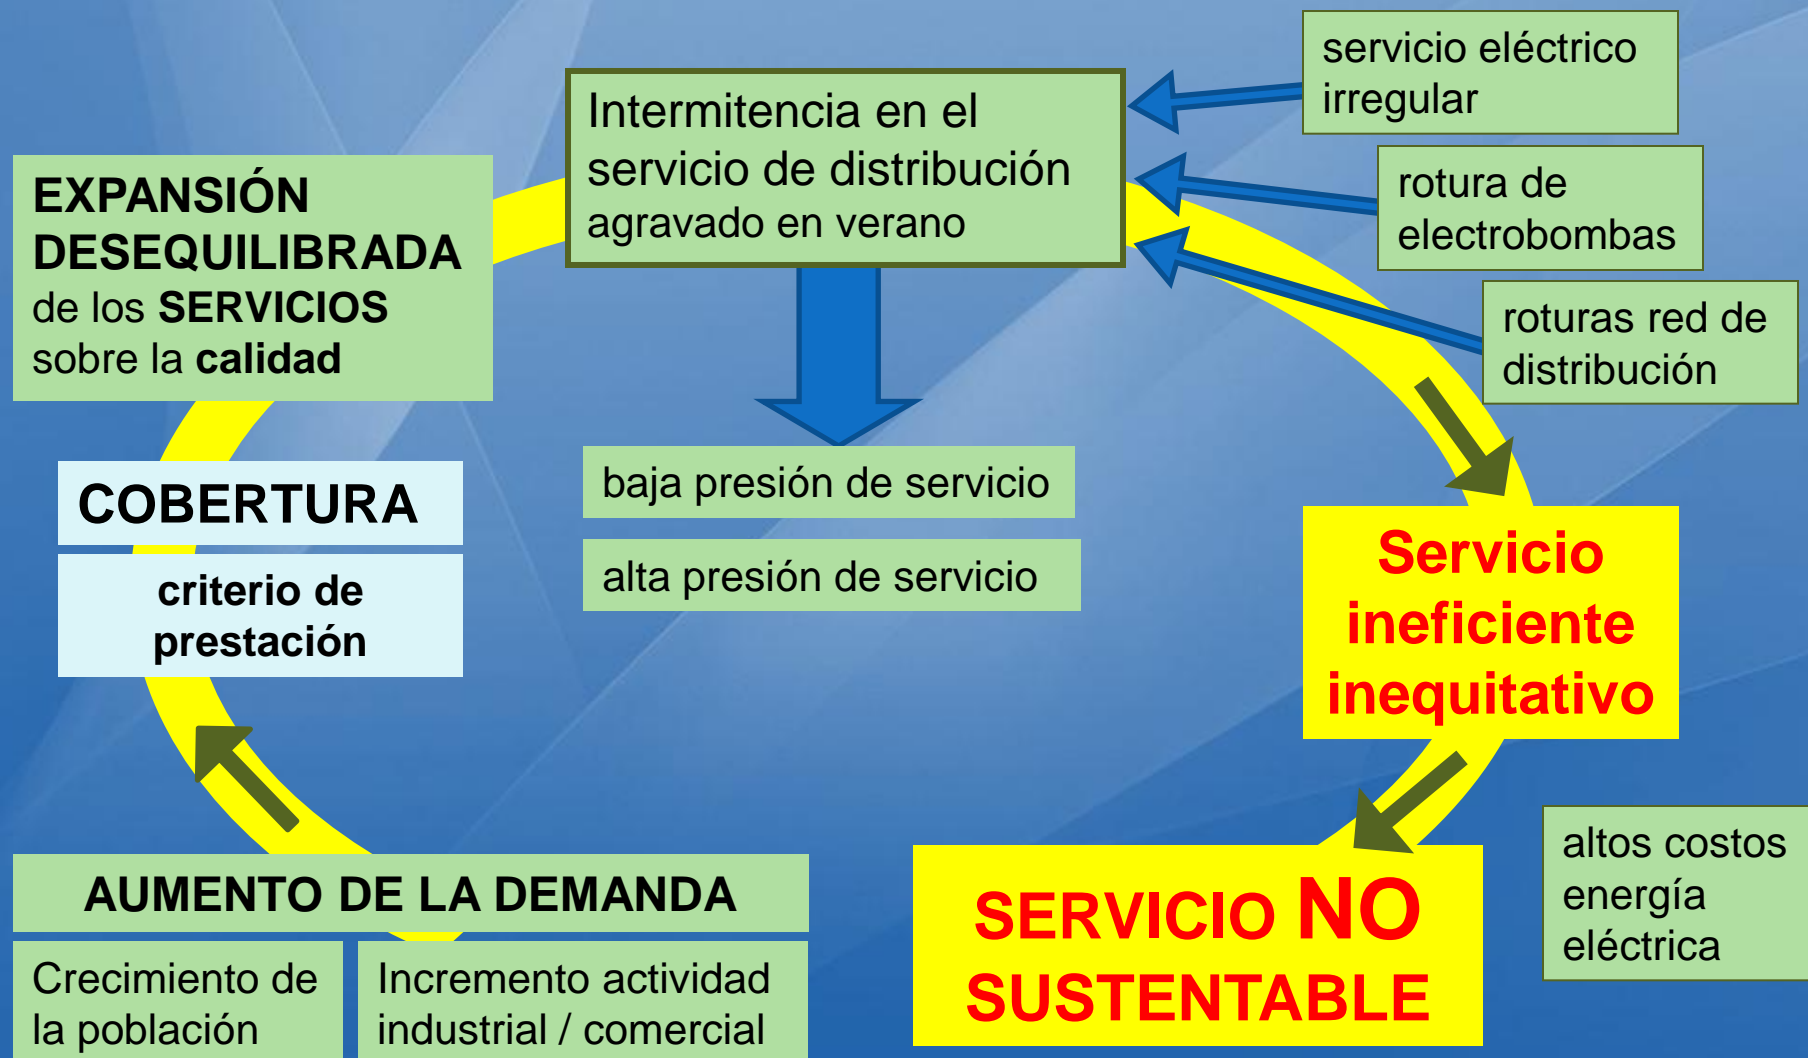 servicio eléctrico
irregular
Intermitencia en el
servicio de distribución
agravado en verano
rotura de
electrobombas
EXPANSIÓN
DESEQUILIBRADA
de los SERVICIOS
sobre la calidad
roturas red de
distribución
COBERTURA
criterio de
prestación
baja presión de servicio
alta presión de servicio
Servicio
ineficiente
inequitativo
altos costos
energía
eléctrica
AUMENTO DE LA DEMANDA
Crecimiento de
la población
Incremento actividad
industrial / comercial
SERVICIO NO
SUSTENTABLE